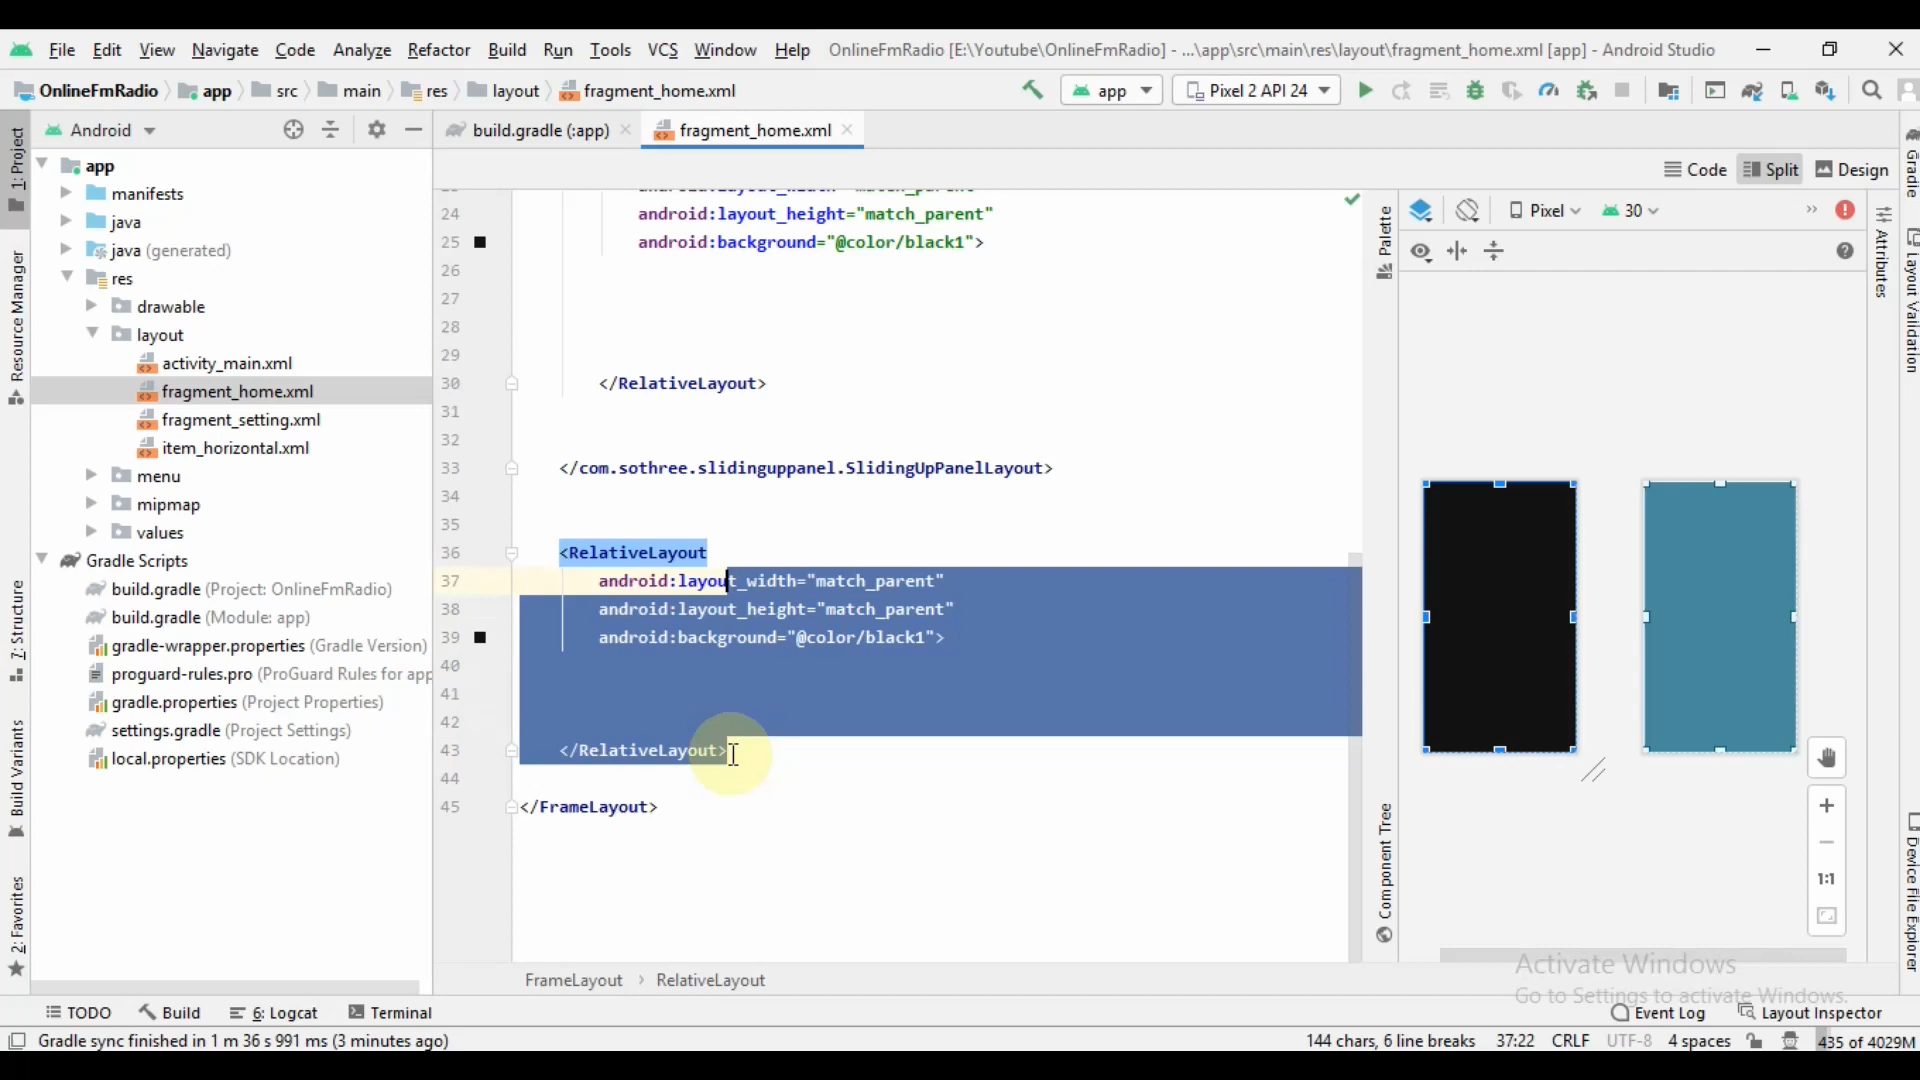 File Edit View Navigate Code Analyze Refactor Build Run Tools VCS Window Help OnlineFmRadio [E:\Youtube\OnlineFmRadio] - ...\app\src\main\res\layout\fragment_home.xml [app] - Android Studio
OnlineFmRadio app src main res layout fragment_home.xml app Pixel 2 API 24
Android build.gradle (:app) fragment_home.xml
Code Split Design
1: Project
Resource Manager
7: Structure
Build Variants
2: Favorites
app
manifests
java
java (generated)
res
drawable
layout
activity_main.xml
fragment_home.xml
fragment_setting.xml
item_horizontal.xml
menu
mipmap
values
Gradle Scripts
build.gradle (Project: OnlineFmRadio)
build.gradle (Module: app)
gradle-wrapper.properties (Gradle Version)
proguard-rules.pro (ProGuard Rules for app
gradle.properties (Project Properties)
settings.gradle (Project Settings)
local.properties (SDK Location)
24 android:layout_height="match_parent"
25 android:background="@color/black1">
26
27
28
29
30 </RelativeLayout>
31
32
33 </com.sothree.slidinguppanel.SlidingUpPanelLayout>
34
35
36 <RelativeLayout
37 android:layout_width="match_parent"
38 android:layout_height="match_parent"
39 android:background="@color/black1">
40
41
42
43 </RelativeLayout>
44
45 </FrameLayout>
FrameLayout › RelativeLayout
Palette
Component Tree
Pixel 30
1:1
Attributes
Gradle
Layout Validation
Device File Explorer
Activate Windows
Go to Settings to activate Windows.
TODO Build 6: Logcat Terminal Event Log Layout Inspector
Gradle sync finished in 1 m 36 s 991 ms (3 minutes ago) 144 chars, 6 line breaks 37:22 CRLF UTF-8 4 spaces 435 of 4029M